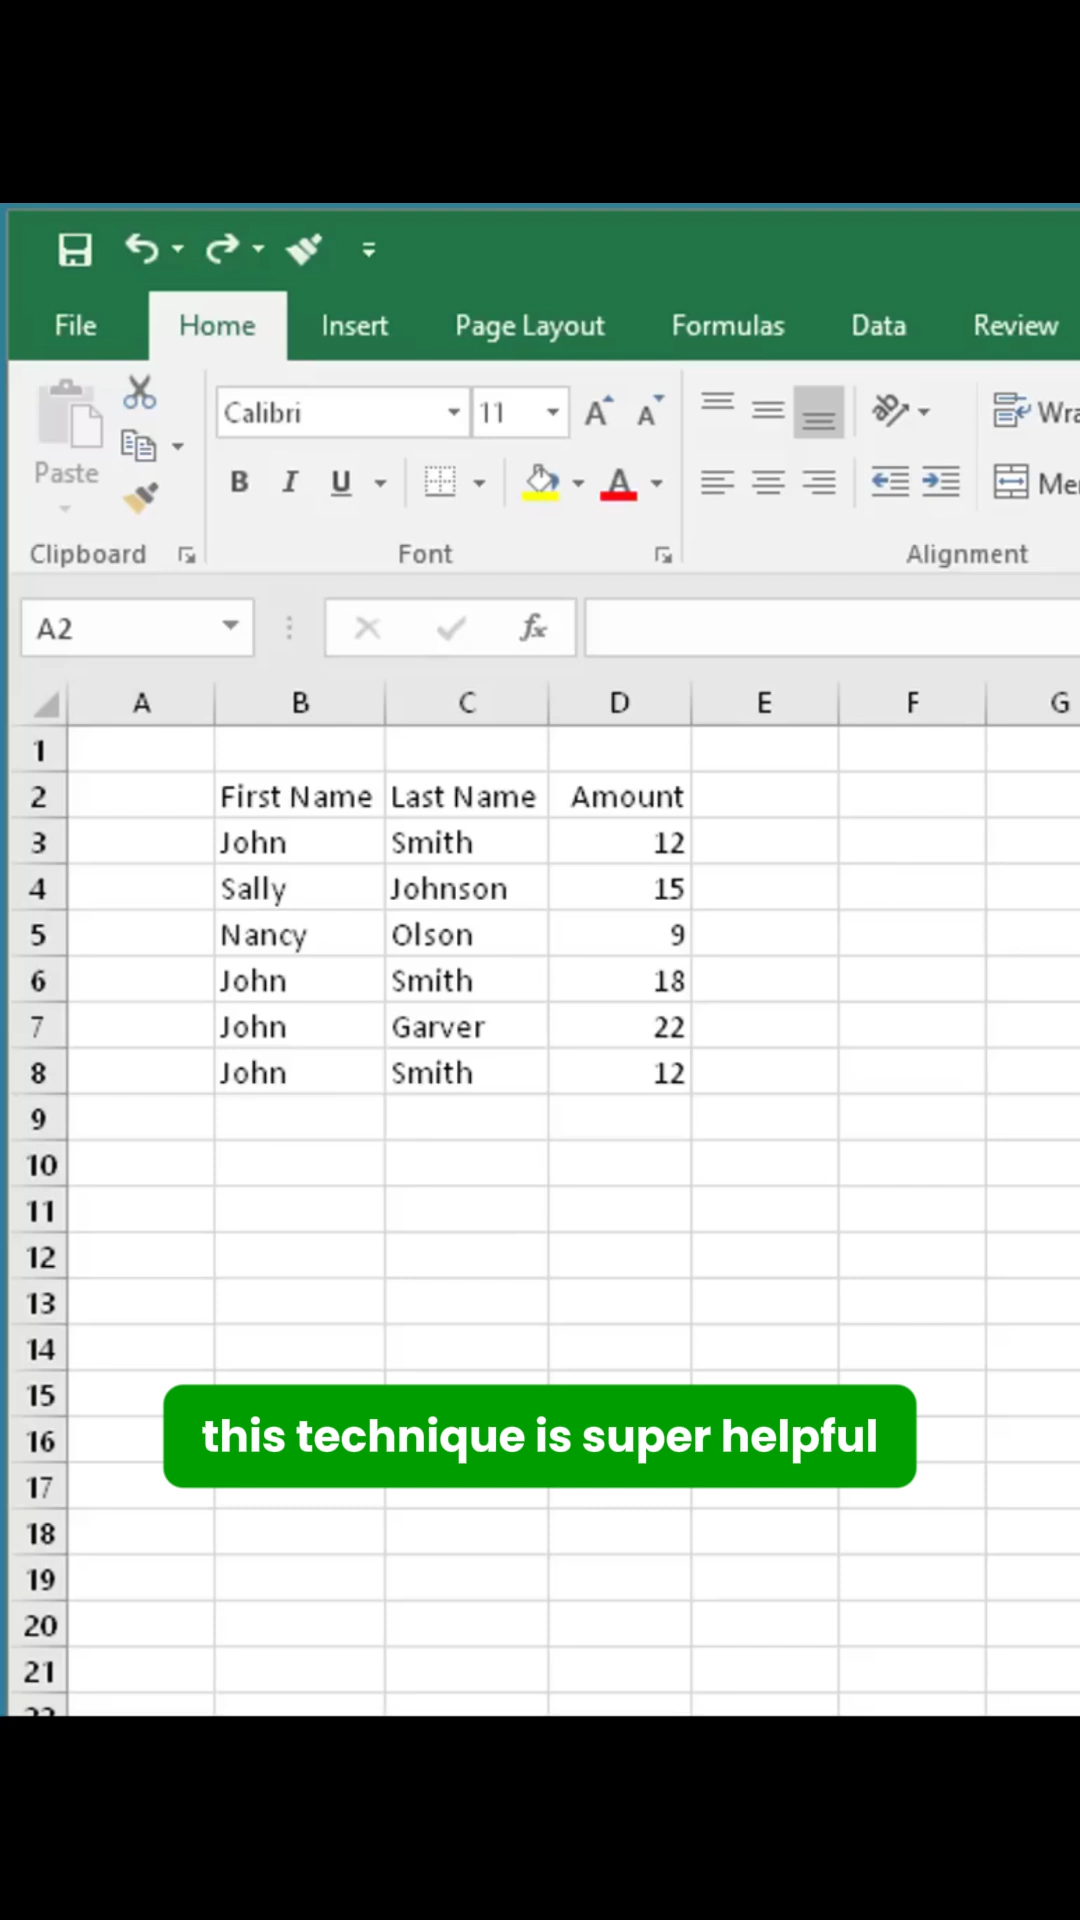 File Home Insert Page Layout Formulas Data Review
Calibri 11 A A ab Wra
Paste B I U A Me
Clipboard Font Alignment
A2 fx
A B C D E F G
1
2 First Name Last Name Amount
3 John Smith 12
4 Sally Johnson 15
5 Nancy Olson 9
6 John Smith 18
7 John Garver 22
8 John Smith 12
9
10
11
12
13
14
15
this technique is super helpful
16
17
18
19
20
21